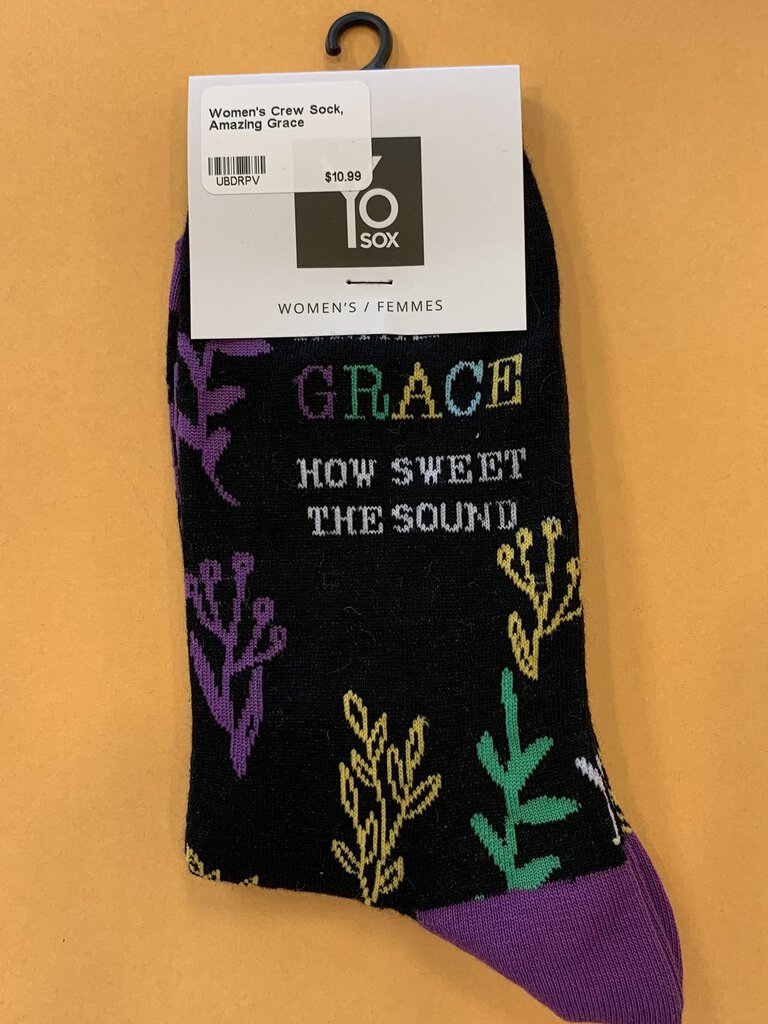 Women's Crew Sock,
Amazing Grace
UBDRPV
$10.99
YO
SOX
WOMEN'S / FEMMES
GRACE
HOW SWEET
THE SOUND